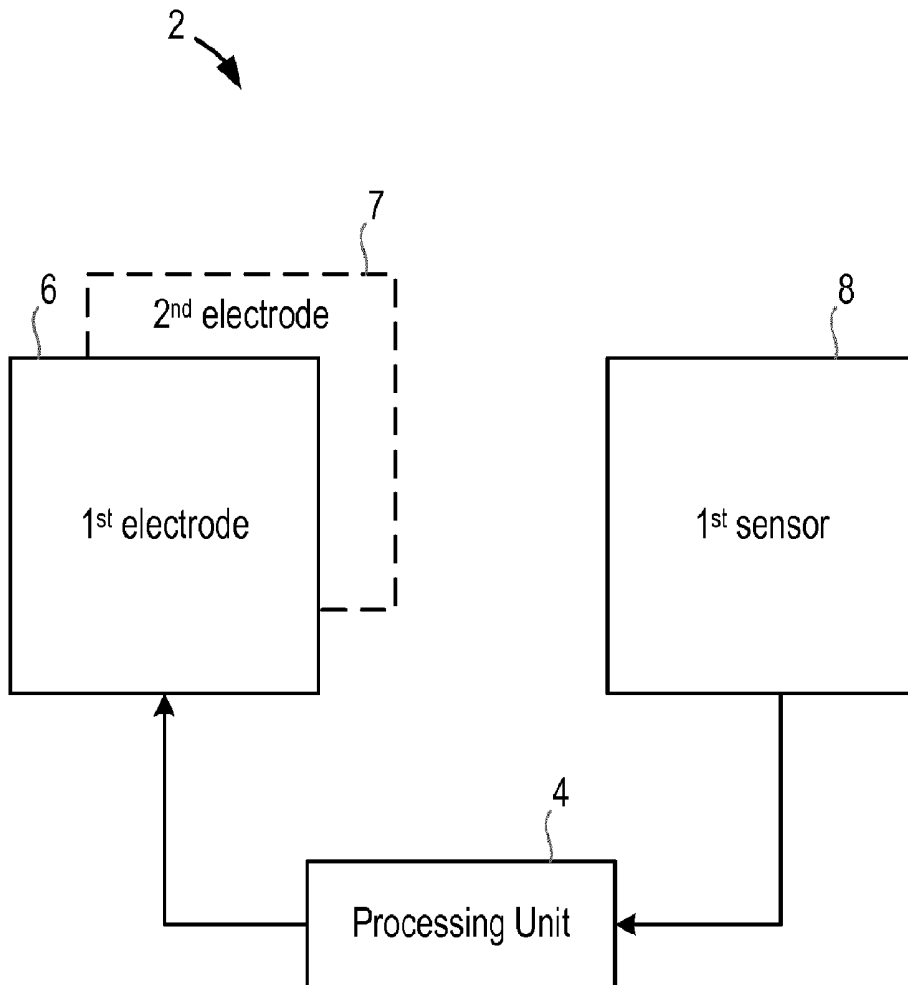 2
7
2nd electrode
6
8
1st electrode
1st sensor
4
Processing Unit